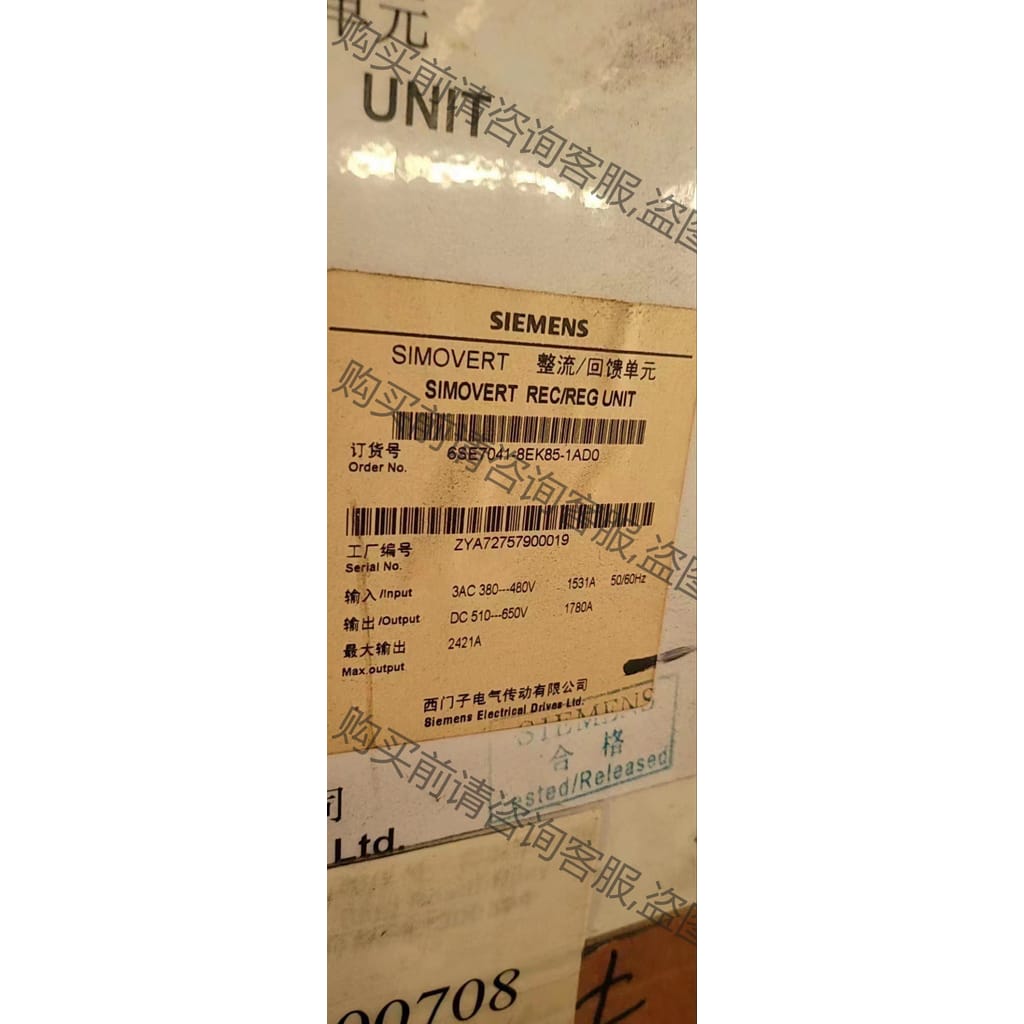 单元
UNIT
购买前请咨询客服,盗图
SIEMENS
SIMOVERT 整流/回馈单元
SIMOVERT REC/REG UNIT
订货号 6SE7041-8EK85-1AD0
Order No.
购买前请咨询客服,盗图
工厂编号 ZYA72757900019
Serial No.
输入/Input 3AC 380---480V 1531A 50/60Hz
输出/Output DC 510---650V 1780A
最大输出 2421A
Max.output
西门子电气传动有限公司
Siemens Electrical Drives Ltd.
SIEMENS
合格
Tested/Released
购买前请咨询客服,盗图
司
Ltd.
00708